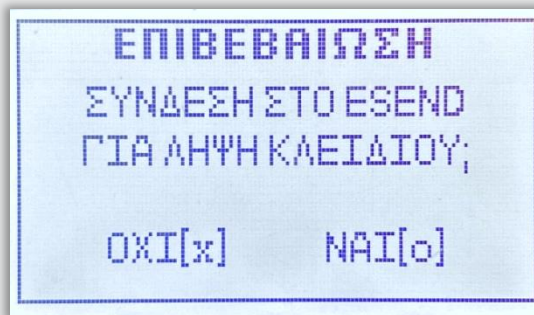 ΕΠΙΒΕΒΑΙΩΣΗ
ΣΥΝΔΕΣΗ ΣΤΟ ESEND
ΓΙΑ ΛΗΨΗ ΚΛΕΙΔΙΟΥ;
ΟΧΙ[x] ΝΑΙ[o]